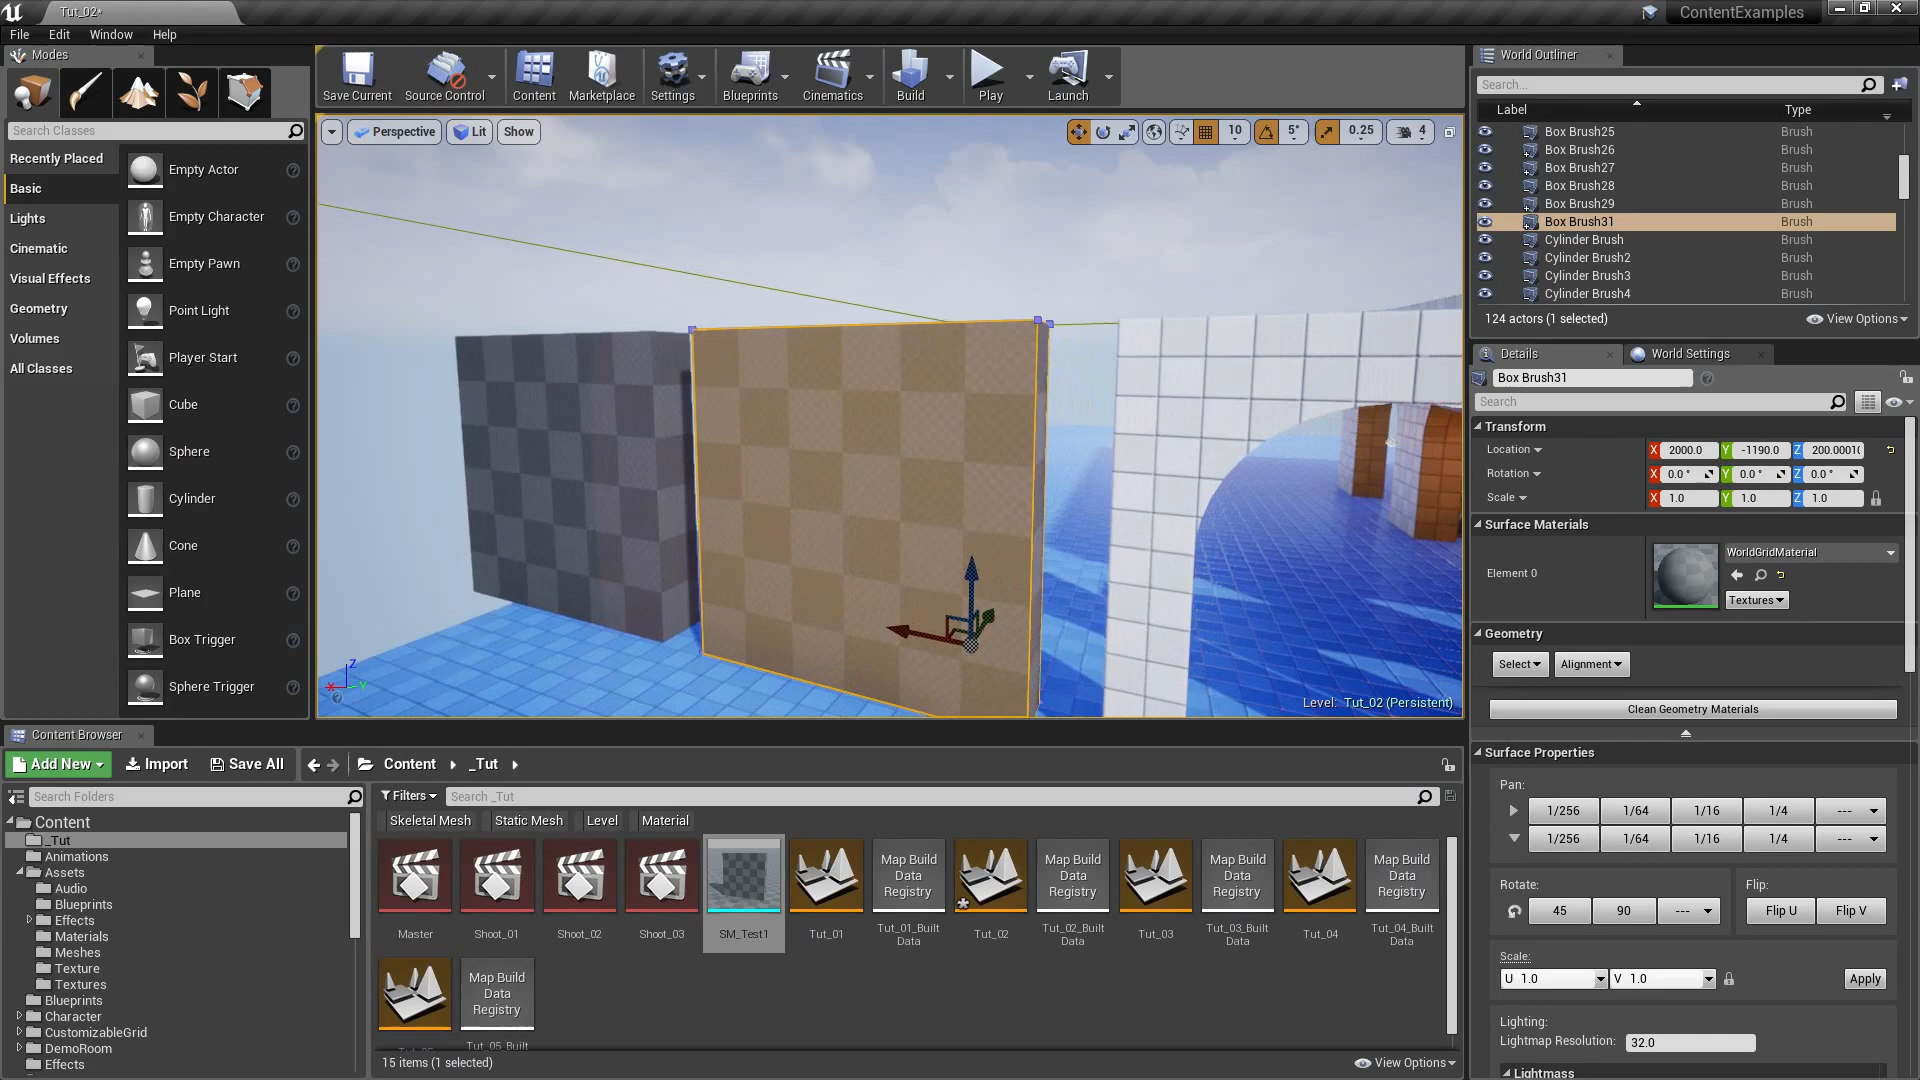 Tut_02*
ContentExamples
File Edit Window Help
Modes
Search Classes
Recently Placed
Basic
Lights
Cinematic
Visual Effects
Geometry
Volumes
All Classes
Empty Actor
Empty Character
Empty Pawn
Point Light
Player Start
Cube
Sphere
Cylinder
Cone
Plane
Box Trigger
Sphere Trigger
Save Current
Source Control
Content
Marketplace
Settings
Blueprints
Cinematics
Build
Play
Launch
Perspective
Lit
Show
10
5°
0.25
4
Z
X
Y
Level: Tut_02 (Persistent)
World Outliner
Search...
Label Type
Box Brush25 Brush
Box Brush26 Brush
Box Brush27 Brush
Box Brush28 Brush
Box Brush29 Brush
Box Brush31 Brush
Cylinder Brush Brush
Cylinder Brush2 Brush
Cylinder Brush3 Brush
Cylinder Brush4 Brush
124 actors (1 selected)
View Options
Details
World Settings
Box Brush31
Search
Transform
Location X 2000.0 Y -1190.0 Z 200.00010
Rotation X 0.0 ° Y 0.0 ° Z 0.0 °
Scale X 1.0 Y 1.0 Z 1.0
Surface Materials
Element 0
WorldGridMaterial
Textures
Geometry
Select
Alignment
Clean Geometry Materials
Surface Properties
Pan:
1/256 1/64 1/16 1/4 ---
1/256 1/64 1/16 1/4 ---
Rotate: Flip:
45 90 --- Flip U Flip V
Scale:
U 1.0 V 1.0 Apply
Lighting:
Lightmap Resolution: 32.0
Lightmass
Content Browser
Add New
Import
Save All
Content
_Tut
Search Folders
Content
_Tut
Animations
Assets
Audio
Blueprints
Effects
Materials
Meshes
Texture
Textures
Blueprints
Character
CustomizableGrid
DemoRoom
Effects
Filters
Search _Tut
Skeletal Mesh
Static Mesh
Level
Material
Map Build
Data
Registry
Map Build
Data
Registry
Map Build
Data
Registry
Map Build
Data
Registry
Master
Shoot_01
Shoot_02
Shoot_03
SM_Test1
Tut_01
Tut_01_Built
Data
Tut_02
Tut_02_Built
Data
Tut_03
Tut_03_Built
Data
Tut_04
Tut_04_Built
Data
Map Build
Data
Registry
Tut_05_Built
15 items (1 selected)
View Options